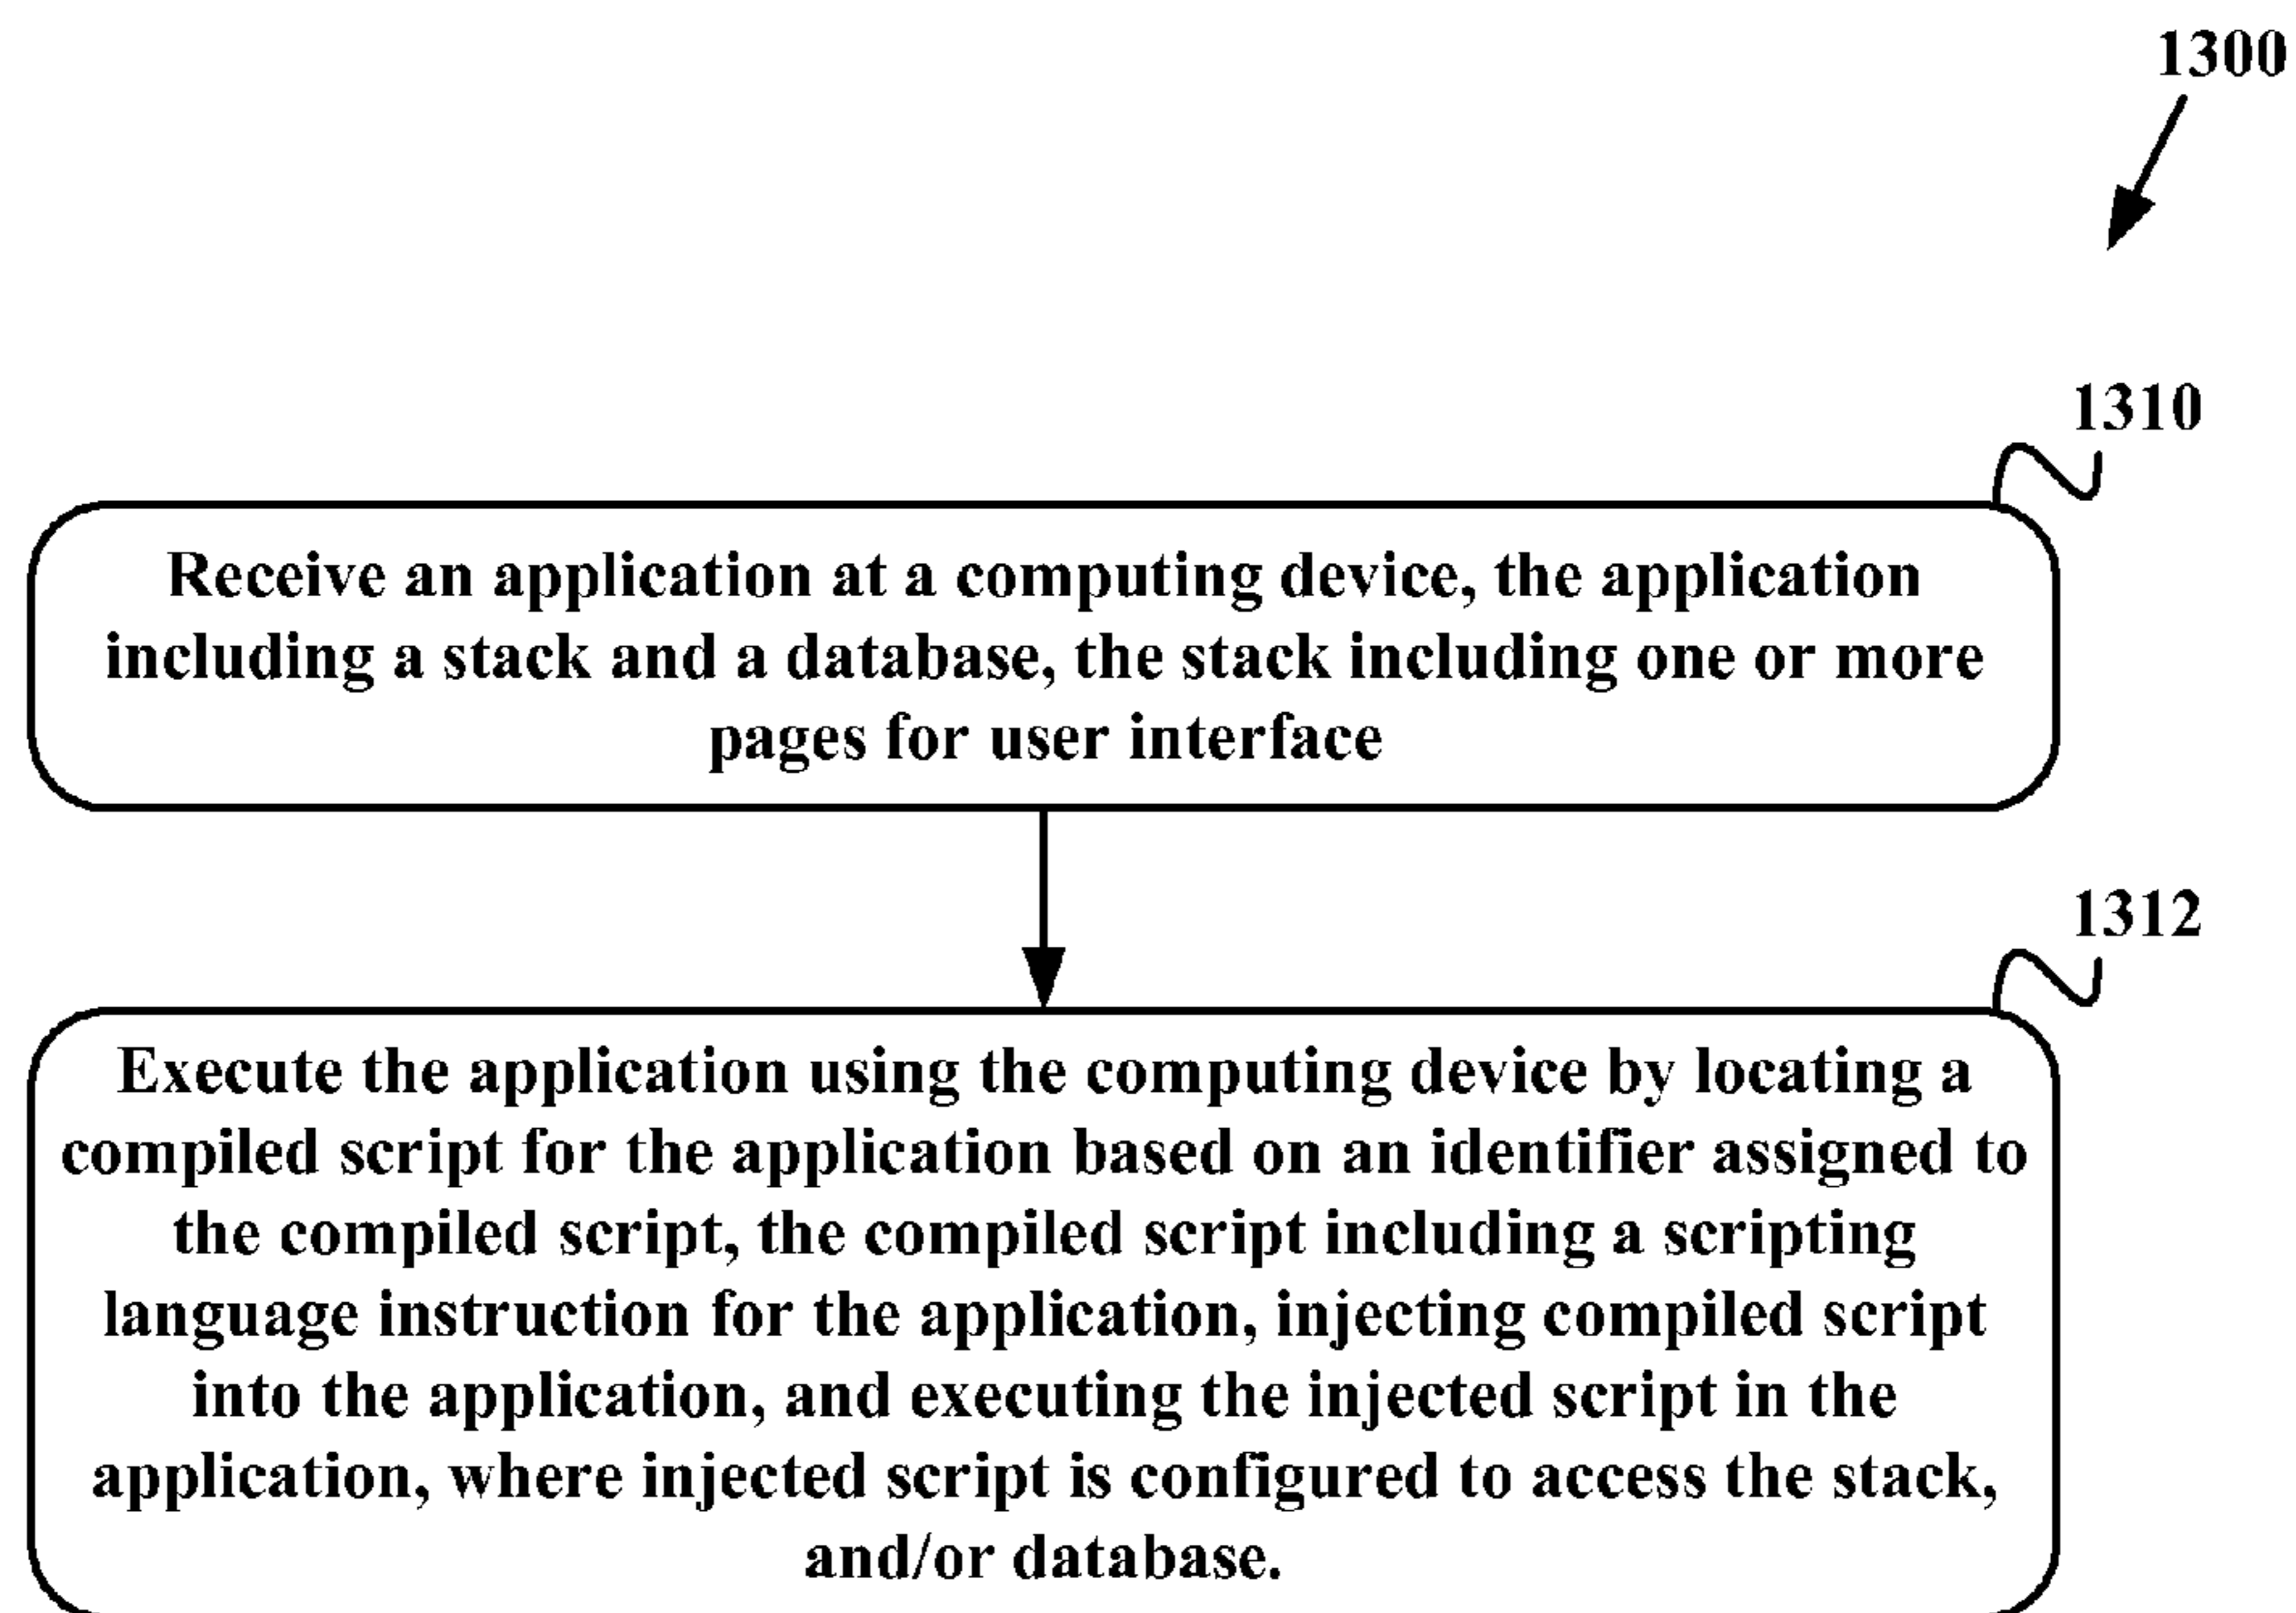 1300
1310
Receive an application at a computing device, the application
including a stack and a database, the stack including one or more
pages for user interface
1312
Execute the application using the computing device by locating a
compiled script for the application based on an identifier assigned to
the compiled script, the compiled script including a scripting
language instruction for the application, injecting compiled script
into the application, and executing the injected script in the
application, where injected script is configured to access the stack,
and/or database.